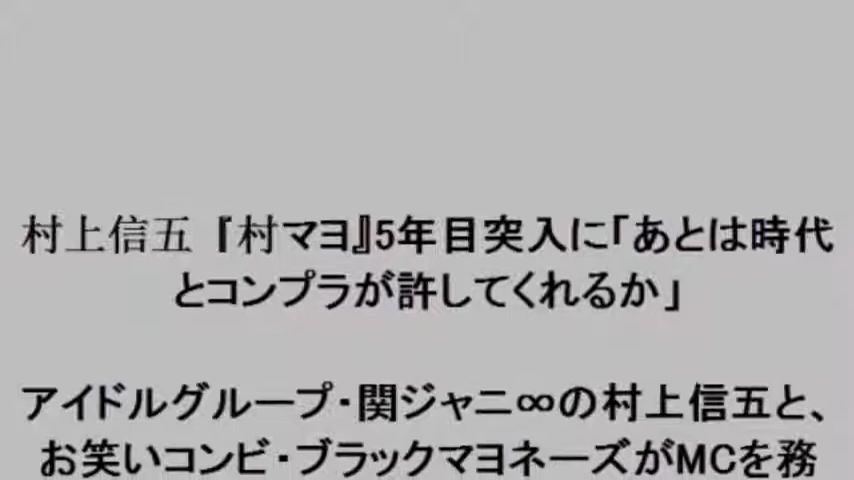 村上信五『村マヨ』5年目突入に「あとは時代
とコンプラが許してくれるか」
アイドルグループ・関ジャニ∞の村上信五と、
お笑いコンビ・ブラックマヨネーズがMCを務